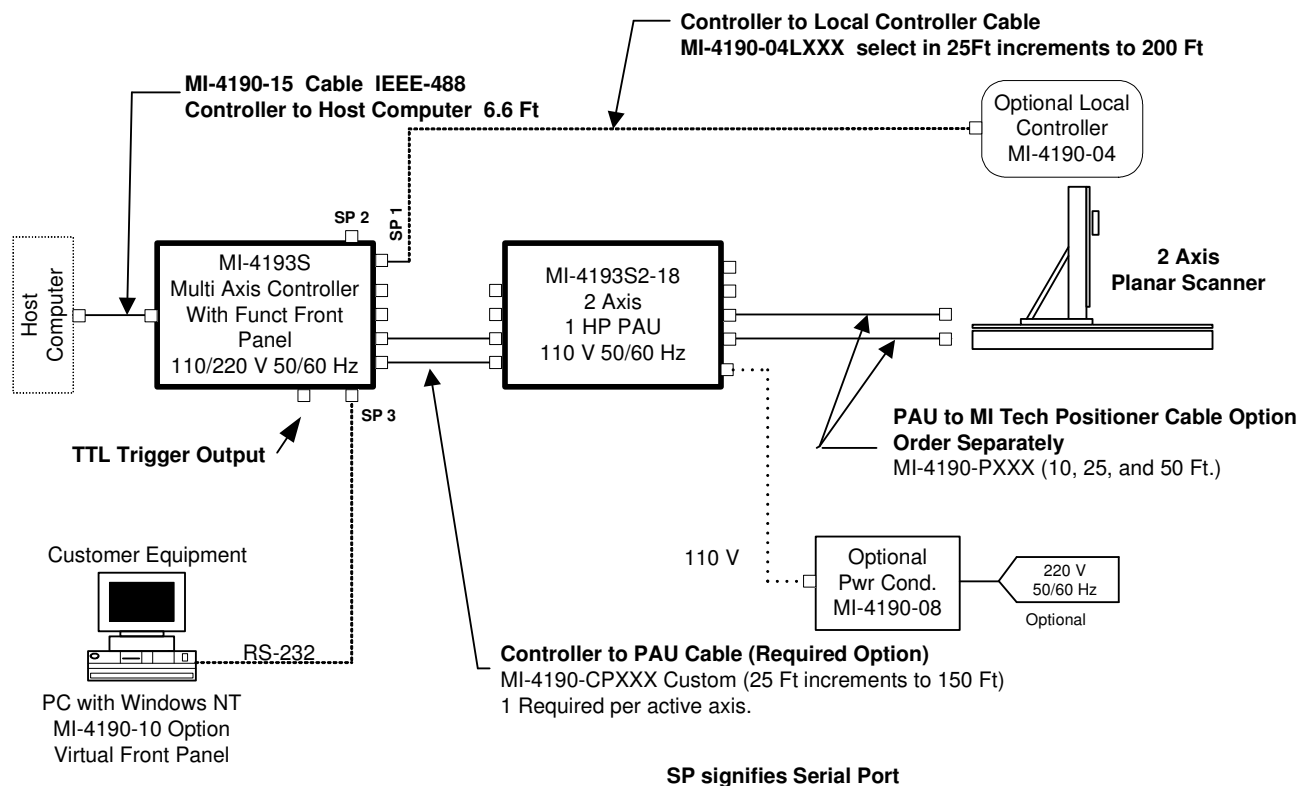 Controller to Local Controller Cable
MI-4190-04LXXX select in 25Ft increments to 200 Ft
MI-4190-15 Cable IEEE-488
Controller to Host Computer 6.6 Ft
Optional Local
Controller
MI-4190-04
SP 2
SP 1
Host
Computer
MI-4193S
Multi Axis Controller
With Funct Front
Panel
110/220 V 50/60 Hz
MI-4193S2-18
2 Axis
1 HP PAU
110 V 50/60 Hz
2 Axis
Planar Scanner
SP 3
TTL Trigger Output
PAU to MI Tech Positioner Cable Option
Order Separately
MI-4190-PXXX (10, 25, and 50 Ft.)
Customer Equipment
110 V
Optional
Pwr Cond.
MI-4190-08
220 V
50/60 Hz
Optional
RS-232
Controller to PAU Cable (Required Option)
MI-4190-CPXXX Custom (25 Ft increments to 150 Ft)
1 Required per active axis.
PC with Windows NT
MI-4190-10 Option
Virtual Front Panel
SP signifies Serial Port